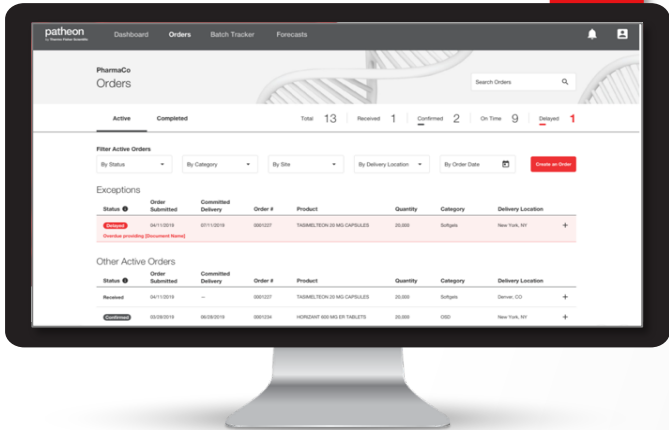 patheon
by Thermo Fisher Scientific
Dashboard Orders Batch Tracker Forecasts
PharmaCo
Orders
Search Orders
Active Completed Total 13 Received 1 Confirmed 2 On Time 9 Delayed 1
Filter Active Orders
By Status By Category By Site By Delivery Location By Order Date Create an Order
Exceptions
Status Order Submitted Committed Delivery Order # Product Quantity Category Delivery Location
Delayed 04/11/2019 07/11/2019 0001227 TASIMELTEON 20 MG CAPSULES 20,000 Softgels New York, NY +
Overdue providing [Document Name].
Other Active Orders
Status Order Submitted Committed Delivery Order # Product Quantity Category Delivery Location
Received 04/11/2019 – 0001227 TASIMELTEON 20 MG CAPSULES 20,000 Softgels Denver, CO +
Confirmed 03/29/2019 06/28/2019 0001234 HORIZANT 600 MG ER TABLETS 20,000 OSD New York, NY +